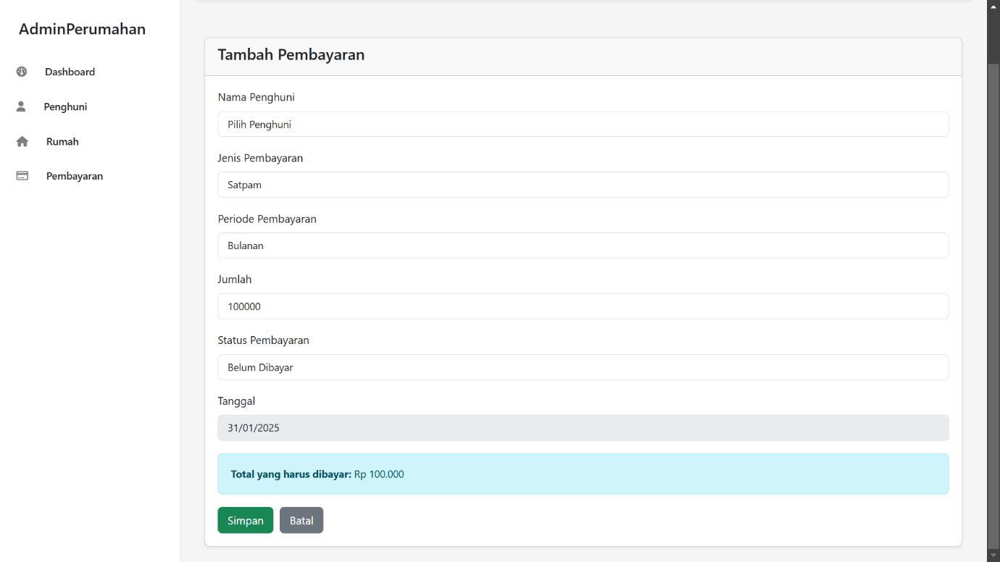 AdminPerumahan
Dashboard
Penghuni
Rumah
Pembayaran
Tambah Pembayaran
Nama Penghuni
Pilih Penghuni
Jenis Pembayaran
Satpam
Periode Pembayaran
Bulanan
Jumlah
100000
Status Pembayaran
Belum Dibayar
Tanggal
31/01/2025
Total yang harus dibayar: Rp 100.000
Simpan Batal